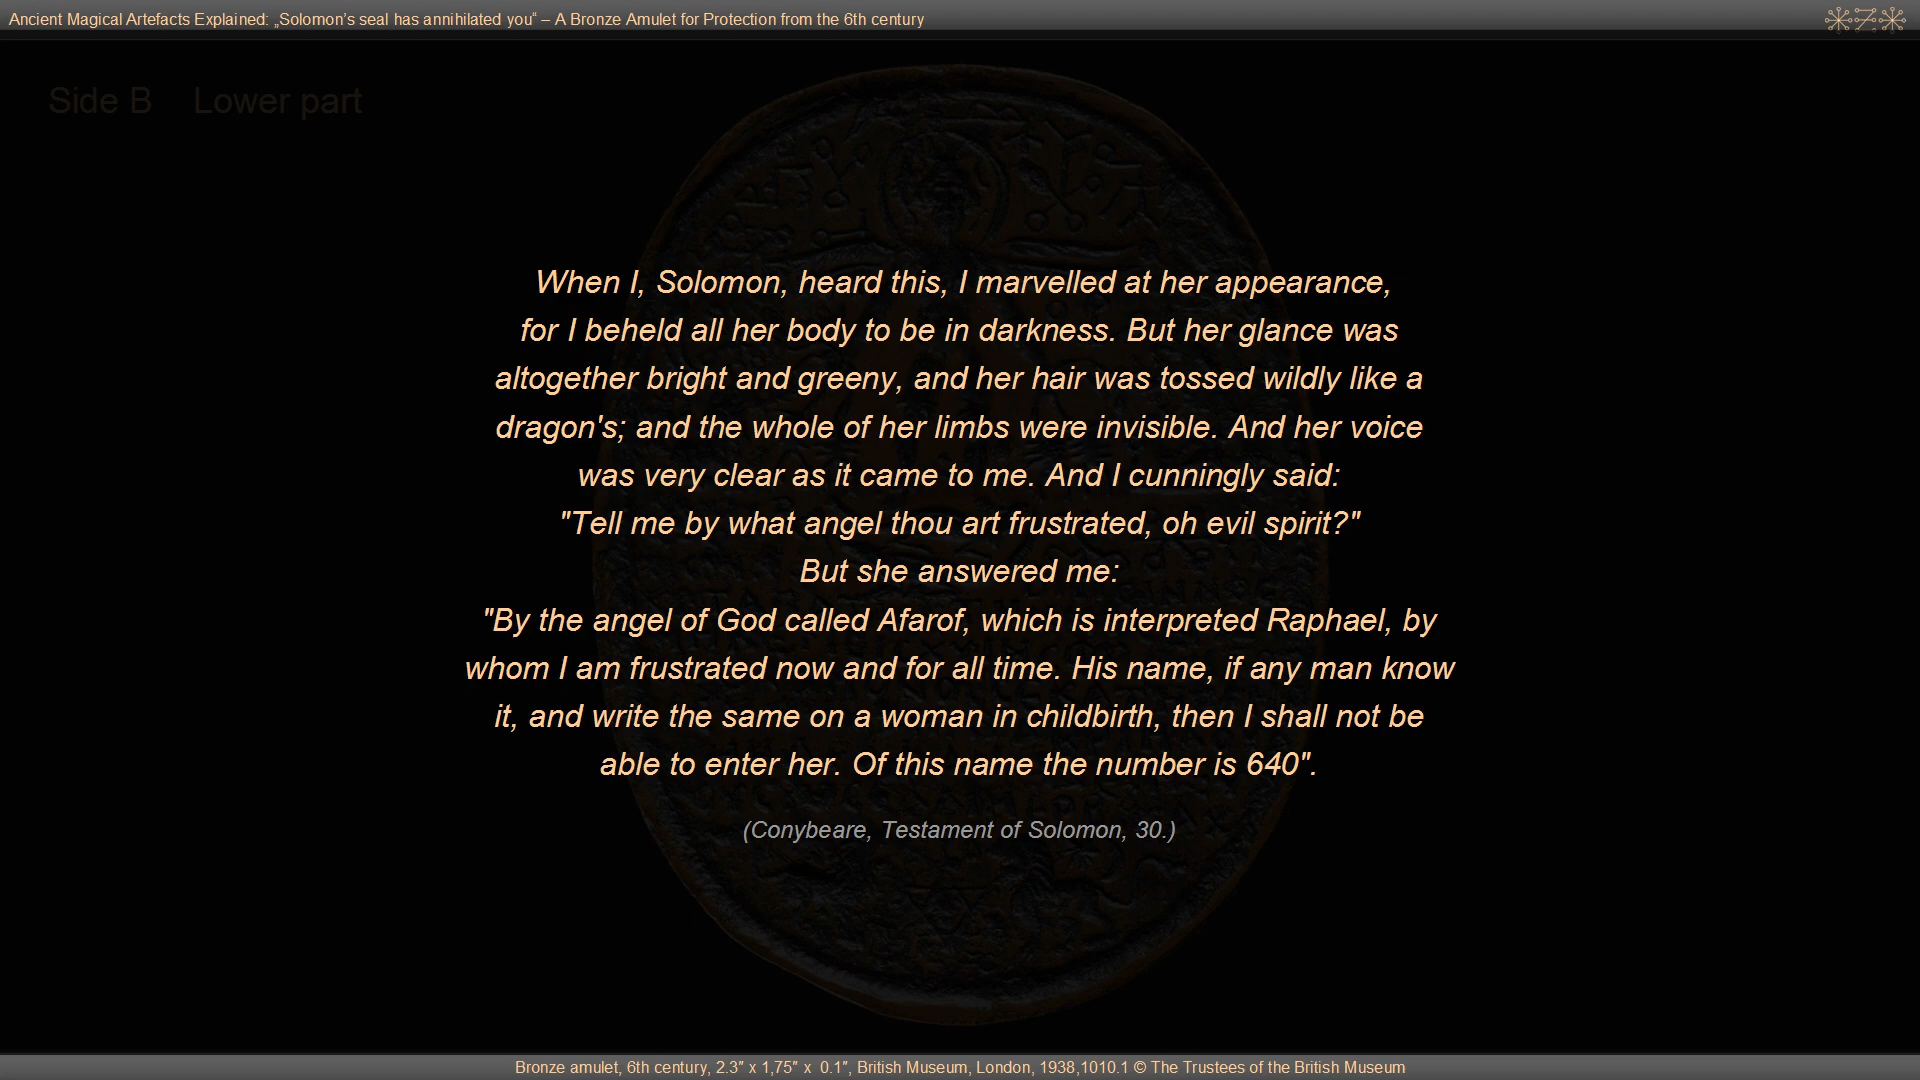 Ancient Magical Artefacts Explained: „Solomon’s seal has annihilated you“ – A Bronze Amulet for Protection from the 6th century
Side B Lower part
When I, Solomon, heard this, I marvelled at her appearance,
for I beheld all her body to be in darkness. But her glance was
altogether bright and greeny, and her hair was tossed wildly like a
dragon's; and the whole of her limbs were invisible. And her voice
was very clear as it came to me. And I cunningly said:
"Tell me by what angel thou art frustrated, oh evil spirit?"
But she answered me:
"By the angel of God called Afarof, which is interpreted Raphael, by
whom I am frustrated now and for all time. His name, if any man know
it, and write the same on a woman in childbirth, then I shall not be
able to enter her. Of this name the number is 640".
(Conybeare, Testament of Solomon, 30.)
Bronze amulet, 6th century, 2.3″ x 1,75″ x 0.1″, British Museum, London, 1938,1010.1 © The Trustees of the British Museum